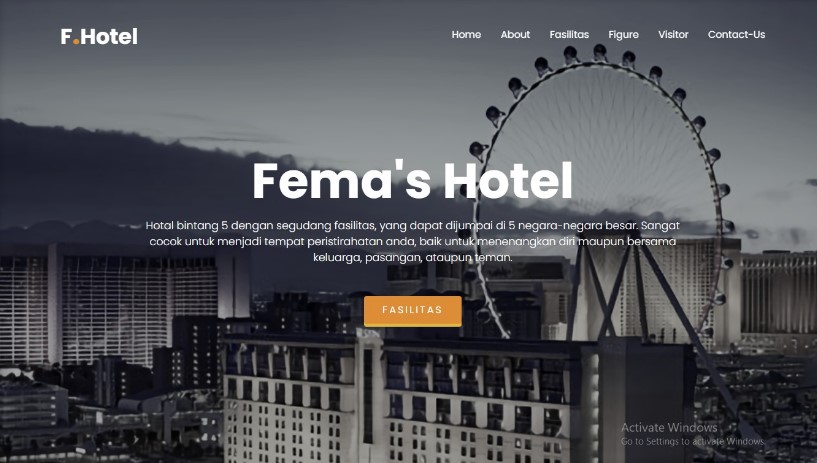 F.Hotel
Home About Fasilitas Figure Visitor Contact-Us
Fema's Hotel
Hotel bintang 5 dengan segudang fasilitas, yang dapat dijumpai di 5 negara-negara besar. Sangat
cocok untuk menjadi tempat peristirahatan anda, baik untuk menenangkan diri maupun bersama
keluarga, pasangan, ataupun teman.
FASILITAS
Activate Windows
Go to Settings to activate Windows.